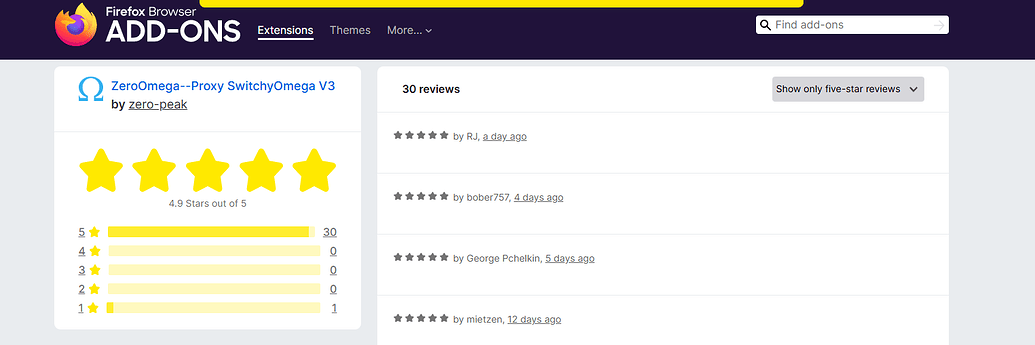 Firefox Browser
ADD-ONS
Extensions Themes More...
Find add-ons
ZeroOmega--Proxy SwitchyOmega V3
by zero-peak
4.9 Stars out of 5
5 30
4 0
3 0
2 0
1 1
30 reviews
Show only five-star reviews
by RJ, a day ago
by bober757, 4 days ago
by George Pchelkin, 5 days ago
by mietzen, 12 days ago